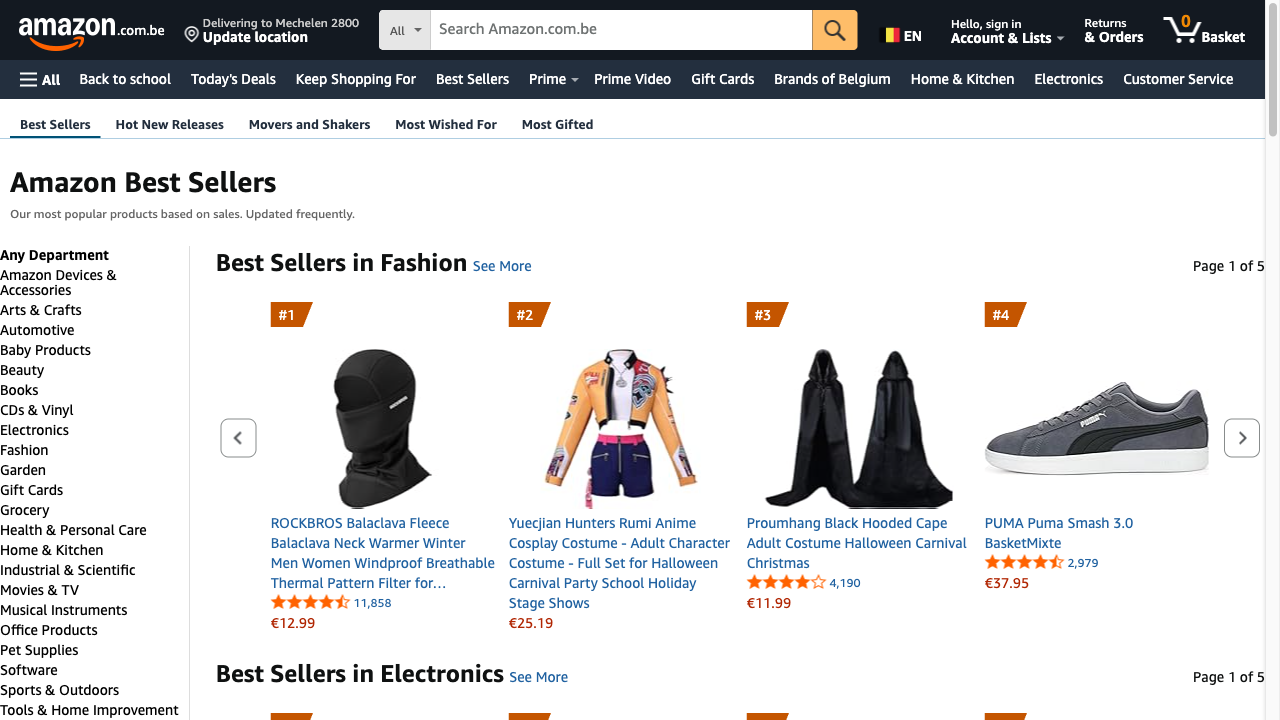 amazon.com.be
Delivering to Mechelen 2800
Update location
All
Search Amazon.com.be
EN
Hello, sign in
Account & Lists
Returns
& Orders
0
Basket
All
Back to school
Today's Deals
Keep Shopping For
Best Sellers
Prime
Prime Video
Gift Cards
Brands of Belgium
Home & Kitchen
Electronics
Customer Service
Best Sellers
Hot New Releases
Movers and Shakers
Most Wished For
Most Gifted
Amazon Best Sellers
Our most popular products based on sales. Updated frequently.
Any Department
Amazon Devices &
Accessories
Arts & Crafts
Automotive
Baby Products
Beauty
Books
CDs & Vinyl
Electronics
Fashion
Garden
Gift Cards
Grocery
Health & Personal Care
Home & Kitchen
Industrial & Scientific
Movies & TV
Musical Instruments
Office Products
Pet Supplies
Software
Sports & Outdoors
Tools & Home Improvement
Best Sellers in Fashion See More
Page 1 of 5
#1
ROCKBROS
ROCKBROS Balaclava Fleece
Balaclava Neck Warmer Winter
Men Women Windproof Breathable
Thermal Pattern Filter for…
11,858
€12.99
#2
Yuecjian Hunters Rumi Anime
Cosplay Costume - Adult Character
Costume - Full Set for Halloween
Carnival Party School Holiday
Stage Shows
€25.19
#3
Proumhang Black Hooded Cape
Adult Costume Halloween Carnival
Christmas
4,190
€11.99
#4
PUMA
PUMA Puma Smash 3.0
BasketMixte
2,979
€37.95
Best Sellers in Electronics See More
Page 1 of 5